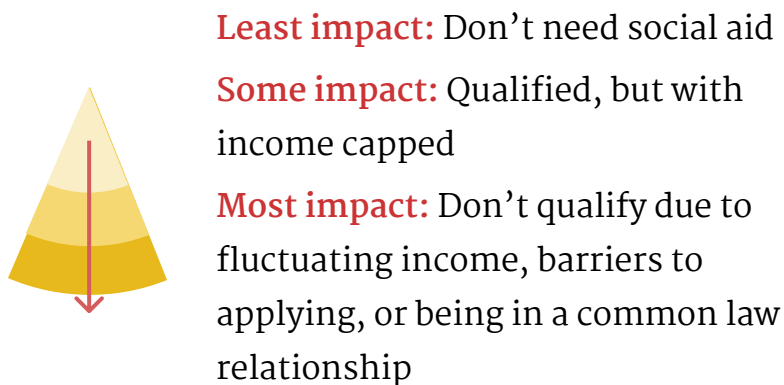 Least impact: Don’t need social aid
Some impact: Qualified, but with
income capped
Most impact: Don’t qualify due to
fluctuating income, barriers to
applying, or being in a common law
relationship